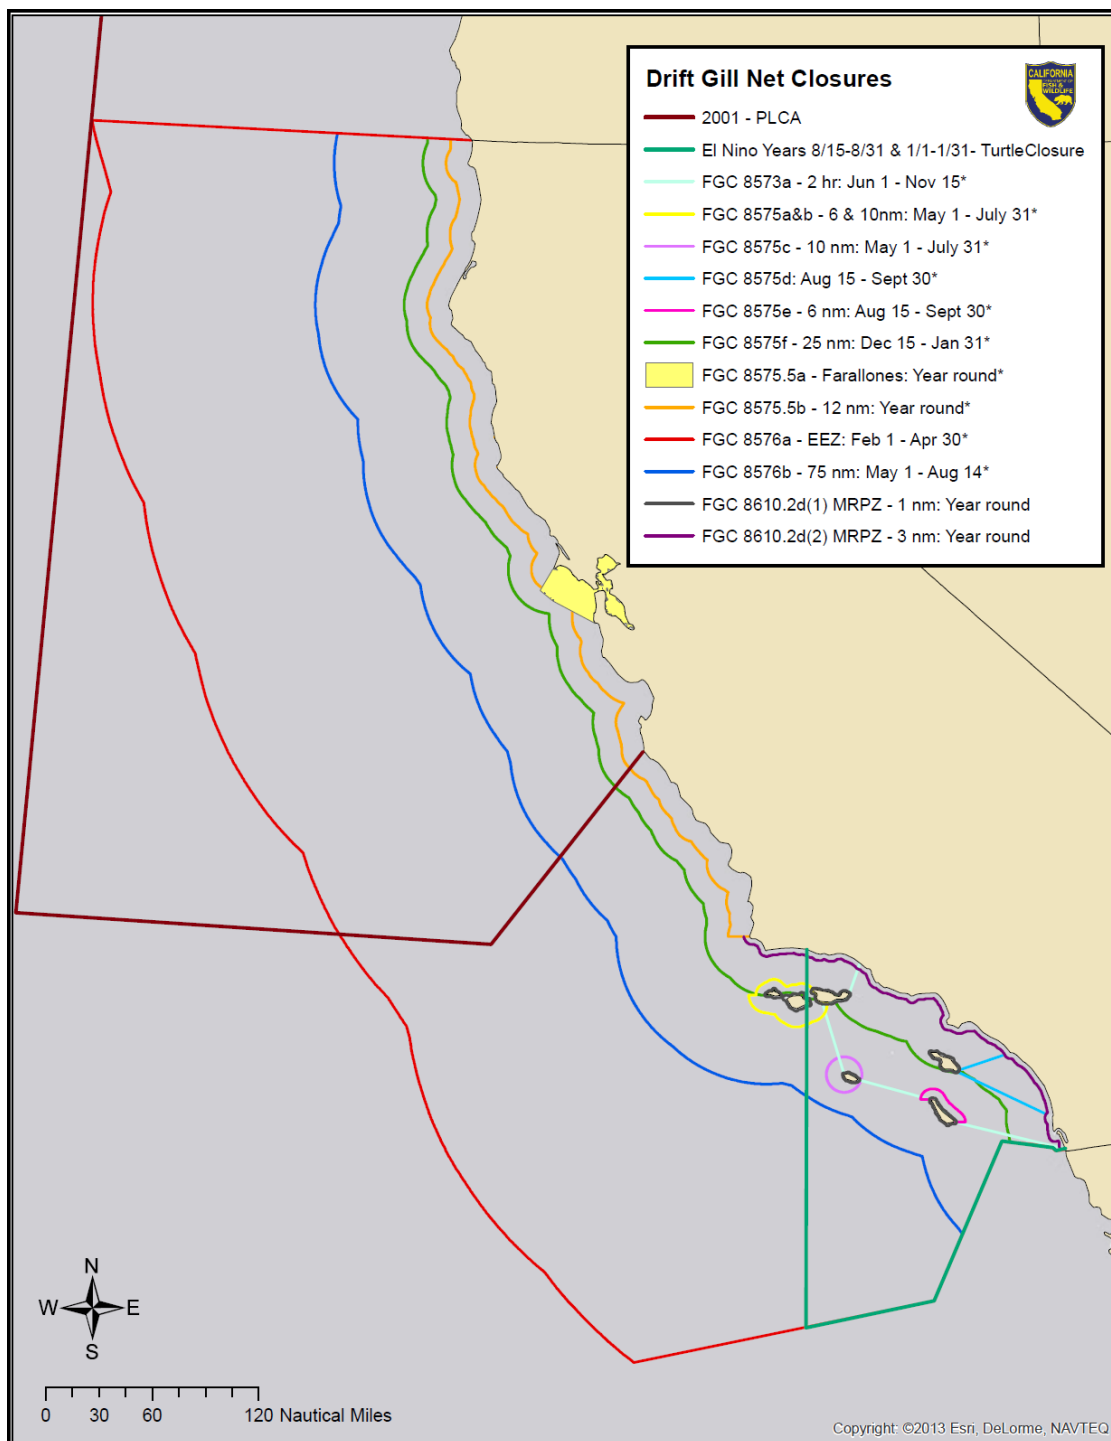 Drift Gill Net Closures
CALIFORNIA
FISH &
WILDLIFE
2001 - PLCA
El Nino Years 8/15-8/31 & 1/1-1/31- TurtleClosure
FGC 8573a - 2 hr: Jun 1 - Nov 15*
FGC 8575a&b - 6 & 10nm: May 1 - July 31*
FGC 8575c - 10 nm: May 1 - July 31*
FGC 8575d: Aug 15 - Sept 30*
FGC 8575e - 6 nm: Aug 15 - Sept 30*
FGC 8575f - 25 nm: Dec 15 - Jan 31*
FGC 8575.5a - Farallones: Year round*
FGC 8575.5b - 12 nm: Year round*
FGC 8576a - EEZ: Feb 1 - Apr 30*
FGC 8576b - 75 nm: May 1 - Aug 14*
FGC 8610.2d(1) MRPZ - 1 nm: Year round
FGC 8610.2d(2) MRPZ - 3 nm: Year round
N
W E
S
0 30 60 120 Nautical Miles
Copyright: ©2013 Esri, DeLorme, NAVTEQ